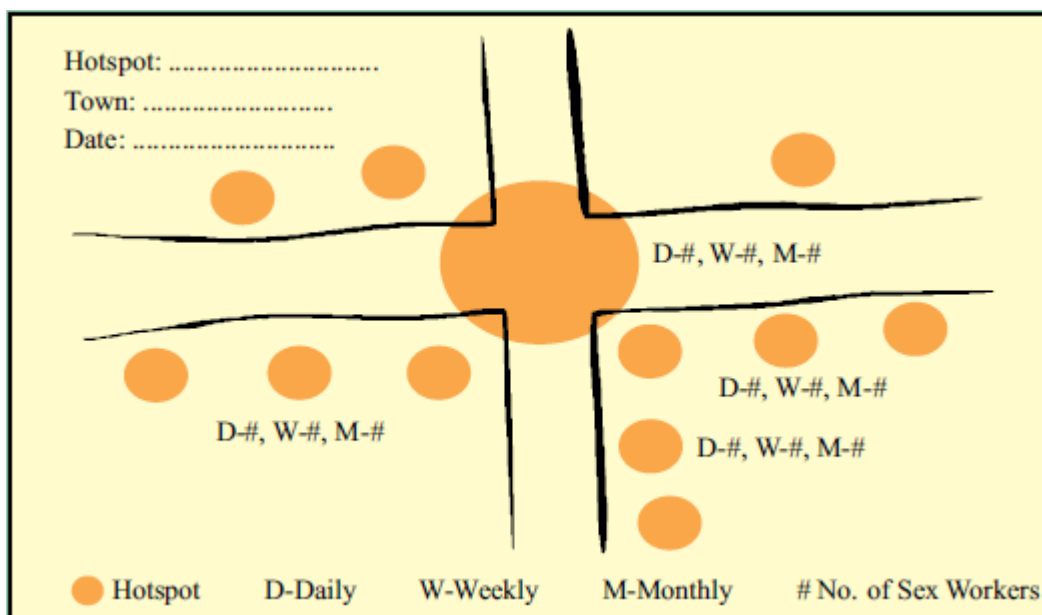 Hotspot: ..............................
Town: ...........................
Date: .............................
D-#, W-#, M-#
D-#, W-#, M-#
D-#, W-#, M-#
D-#, W-#, M-#
Hotspot D-Daily W-Weekly M-Monthly # No. of Sex Workers